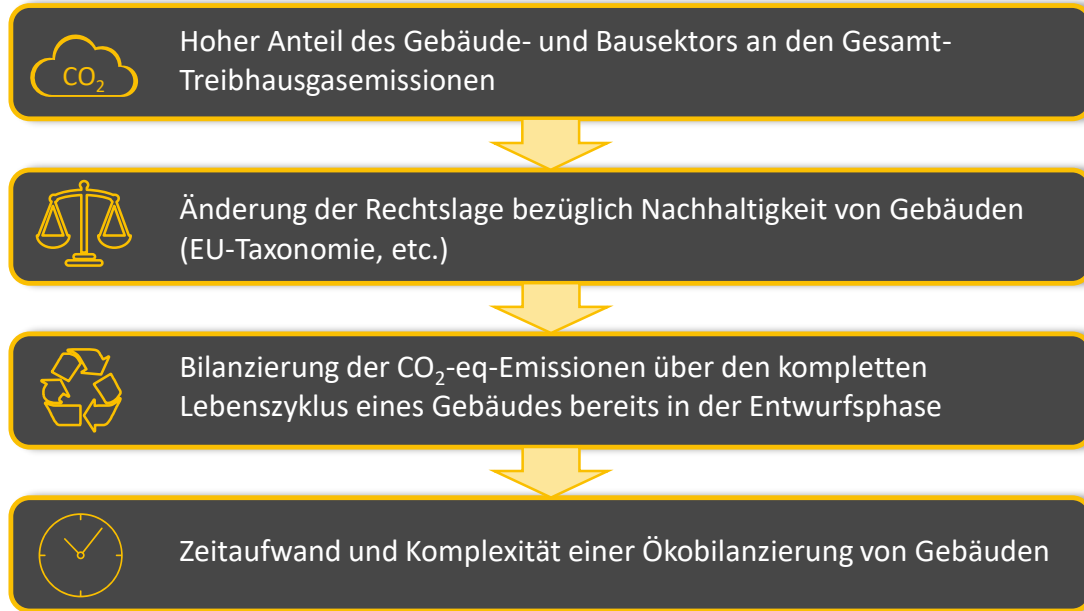 CO₂
Hoher Anteil des Gebäude- und Bausektors an den Gesamt-
Treibhausgasemissionen
Änderung der Rechtslage bezüglich Nachhaltigkeit von Gebäuden
(EU-Taxonomie, etc.)
Bilanzierung der CO₂-eq-Emissionen über den kompletten
Lebenszyklus eines Gebäudes bereits in der Entwurfsphase
Zeitaufwand und Komplexität einer Ökobilanzierung von Gebäuden